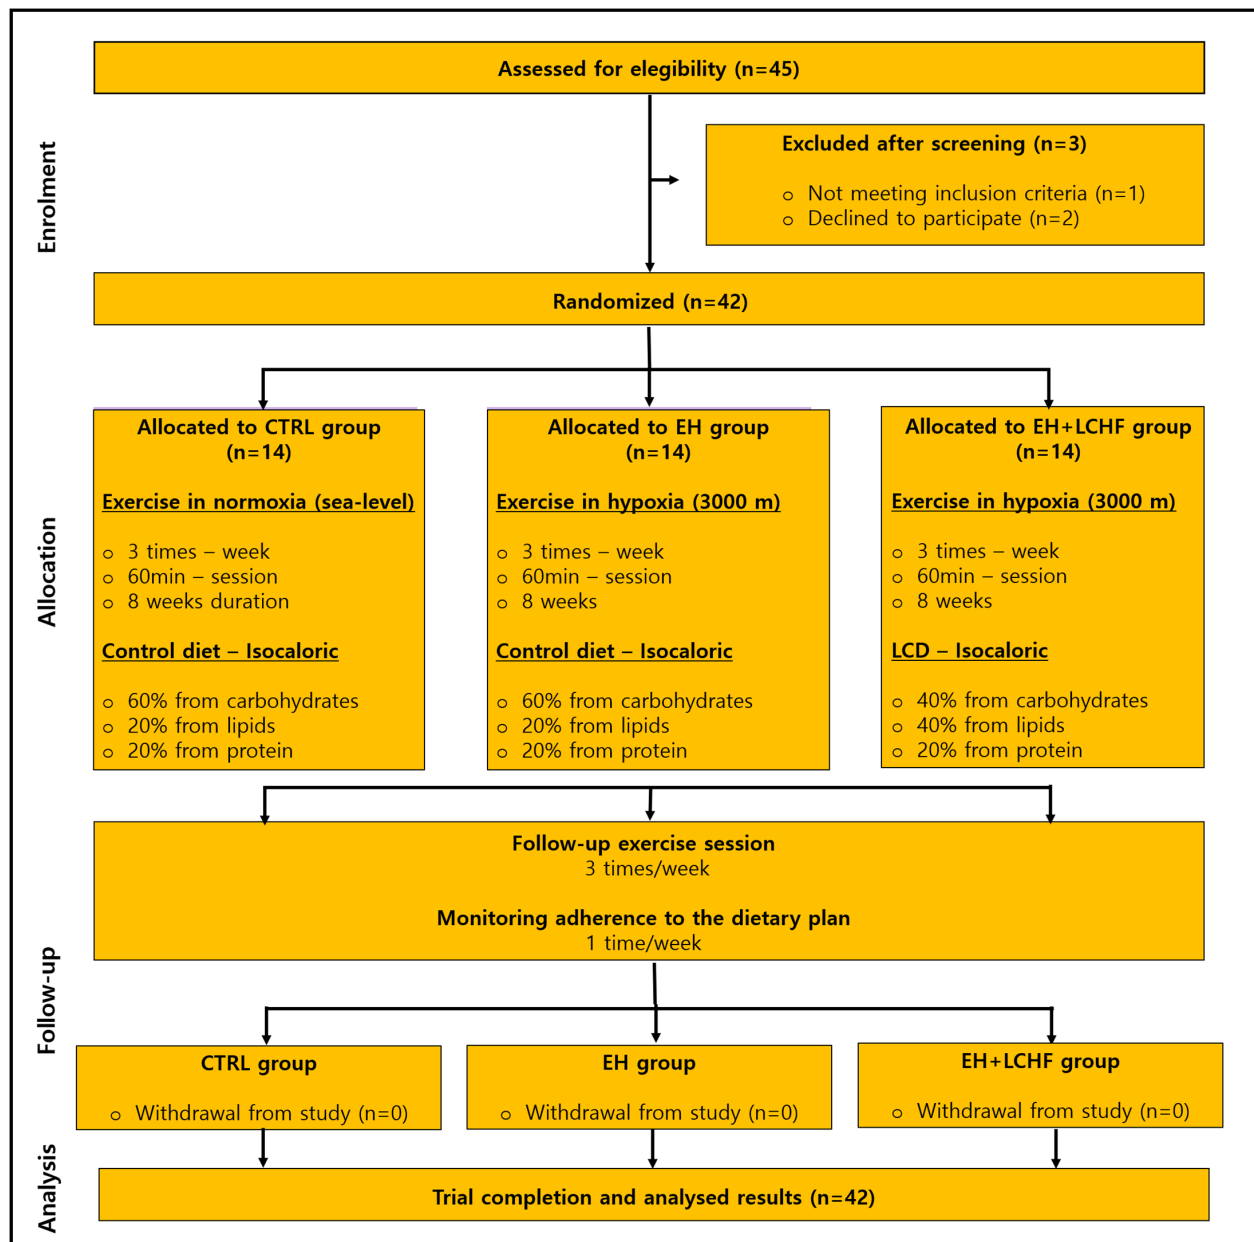 Assessed for elegibility (n=45)
Enrolment
Excluded after screening (n=3)
o Not meeting inclusion criteria (n=1)
o Declined to participate (n=2)
Randomized (n=42)
Allocation
Allocated to CTRL group
(n=14)
Exercise in normoxia (sea-level)
o 3 times – week
o 60min – session
o 8 weeks duration
Control diet – Isocaloric
o 60% from carbohydrates
o 20% from lipids
o 20% from protein
Allocated to EH group
(n=14)
Exercise in hypoxia (3000 m)
o 3 times – week
o 60min – session
o 8 weeks
Control diet – Isocaloric
o 60% from carbohydrates
o 20% from lipids
o 20% from protein
Allocated to EH+LCHF group
(n=14)
Exercise in hypoxia (3000 m)
o 3 times – week
o 60min – session
o 8 weeks
LCD – Isocaloric
o 40% from carbohydrates
o 40% from lipids
o 20% from protein
Follow-up
Follow-up exercise session
3 times/week
Monitoring adherence to the dietary plan
1 time/week
CTRL group
o Withdrawal from study (n=0)
EH group
o Withdrawal from study (n=0)
EH+LCHF group
o Withdrawal from study (n=0)
Analysis
Trial completion and analysed results (n=42)